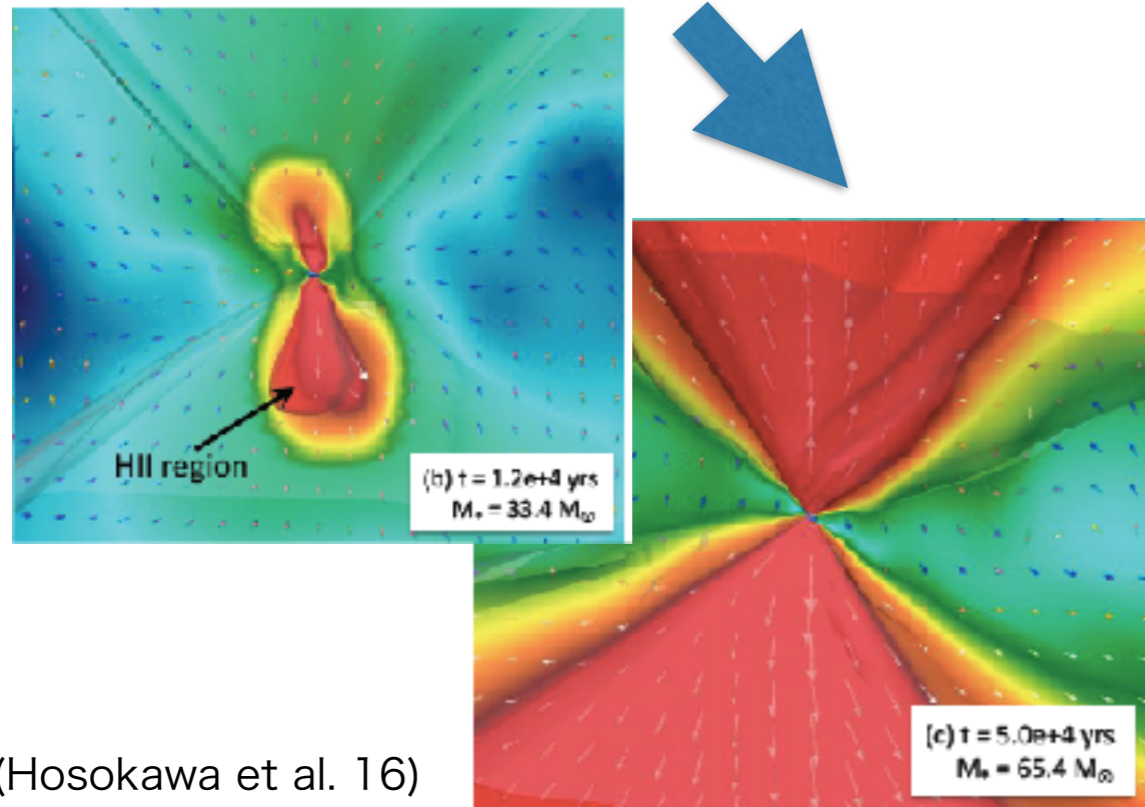 HII region
(b) t = 1.2e+4 yrs
M* = 33.4 M⊙
(c) t = 5.0e+4 yrs
M* = 65.4 M⊙
(Hosokawa et al. 16)